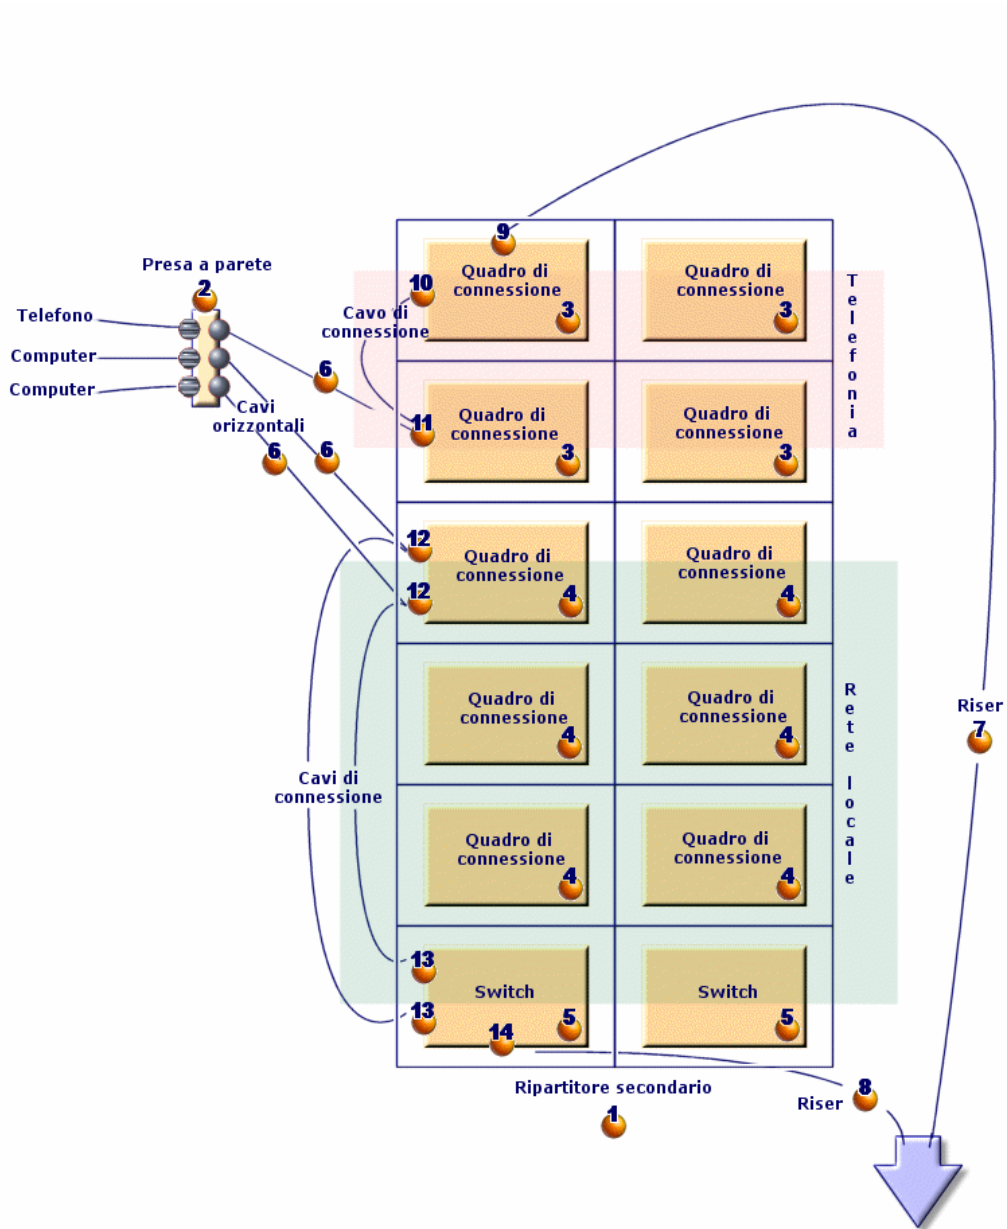 9
Presa a parete
2
Telefono
Computer
Computer
Quadro di
connessione
3
Quadro di
connessione
3
10
Cavo di
connessione
6
11
Quadro di
connessione
3
Quadro di
connessione
3
Telefonia
Cavi
orizzontali
6
6
12
12
Quadro di
connessione
4
Quadro di
connessione
4
Quadro di
connessione
4
Quadro di
connessione
4
Rete locale
Riser
7
Cavi di
connessione
Quadro di
connessione
4
Quadro di
connessione
4
13
13
Switch
5
14
Switch
5
Ripartitore secondario
1
Riser
8